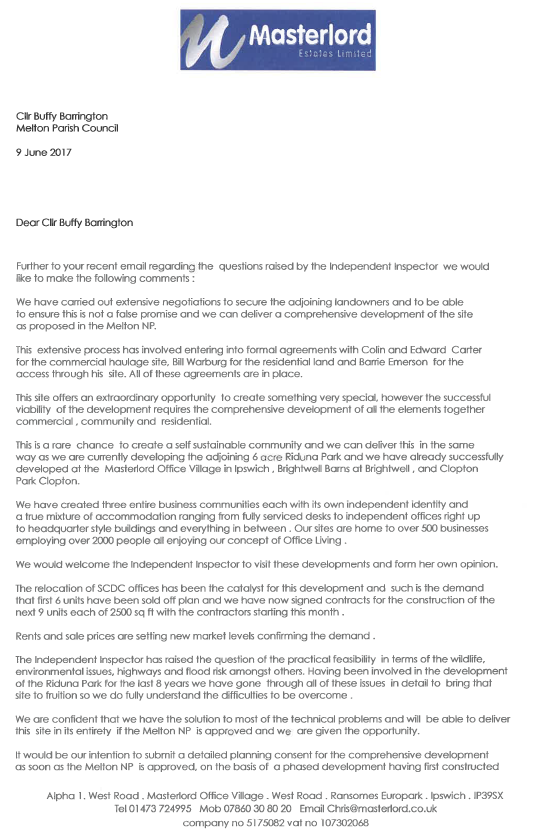 Masterlord
Estates Limited
Cllr Buffy Barrington
Melton Parish Council
9 June 2017
Dear Cllr Buffy Barrington
Further to your recent email regarding the questions raised by the Independent Inspector we would
like to make the following comments :
We have carried out extensive negotiations to secure the adjoining landowners and to be able
to ensure this is not a false promise and we can deliver a comprehensive development of the site
as proposed in the Melton NP.
This extensive process has involved entering into formal agreements with Colin and Edward Carter
for the commercial haulage site, Bill Warburg for the residential land and Barrie Emerson for the
access through his site. All of these agreements are in place.
This site offers an extraordinary opportunity to create something very special, however the successful
viability of the development requires the comprehensive development of all the elements together
commercial , community and residential.
This is a rare chance to create a self sustainable community and we can deliver this in the same
way as we are currently developing the adjoining 6 acre Riduna Park and we have already successfully
developed at the Masterlord Office Village in Ipswich , Brightwell Barns at Brightwell , and Clopton
Park Clopton.
We have created three entire business communities each with its own independent identity and
a true mixture of accommodation ranging from fully serviced desks to independent offices right up
to headquarter style buildings and everything in between . Our sites are home to over 500 businesses
employing over 2000 people all enjoying our concept of Office Living .
We would welcome the Independent Inspector to visit these developments and form her own opinion.
The relocation of SCDC offices has been the catalyst for this development and such is the demand
that first 6 units have been sold off plan and we have now signed contracts for the construction of the
next 9 units each of 2500 sq ft with the contractors starting this month .
Rents and sale prices are setting new market levels confirming the demand .
The Independent Inspector has raised the question of the practical feasibility in terms of the wildlife,
environmental issues, highways and flood risk amongst others. Having been involved in the development
of the Riduna Park for the last 8 years we have gone through all of these issues in detail to bring that
site to fruition so we do fully understand the difficulties to be overcome .
We are confident that we have the solution to most of the technical problems and will be able to deliver
this site in its entirety if the Melton NP is approved and we are given the opportunity.
It would be our intention to submit a detailed planning consent for the comprehensive development
as soon as the Melton NP is approved, on the basis of a phased development having first constructed
Alpha 1. West Road . Masterlord Office Village . West Road . Ransomes Europark . Ipswich . IP39SX
Tel 01473 724995 Mob 07860 30 80 20 Email Chris@masterlord.co.uk
company no 5175082 vat no 107302068